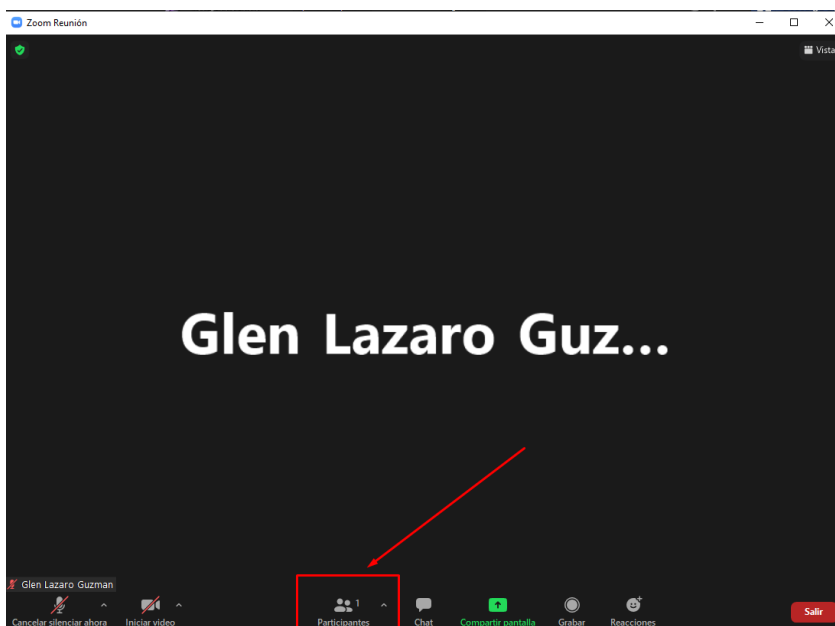 Zoom Reunión
Vista
Glen Lazaro Guz...
Glen Lazaro Guzman
Cancelar silenciar ahora
Iniciar video
1
Participantes
Chat
Compartir pantalla
Grabar
Reacciones
Salir